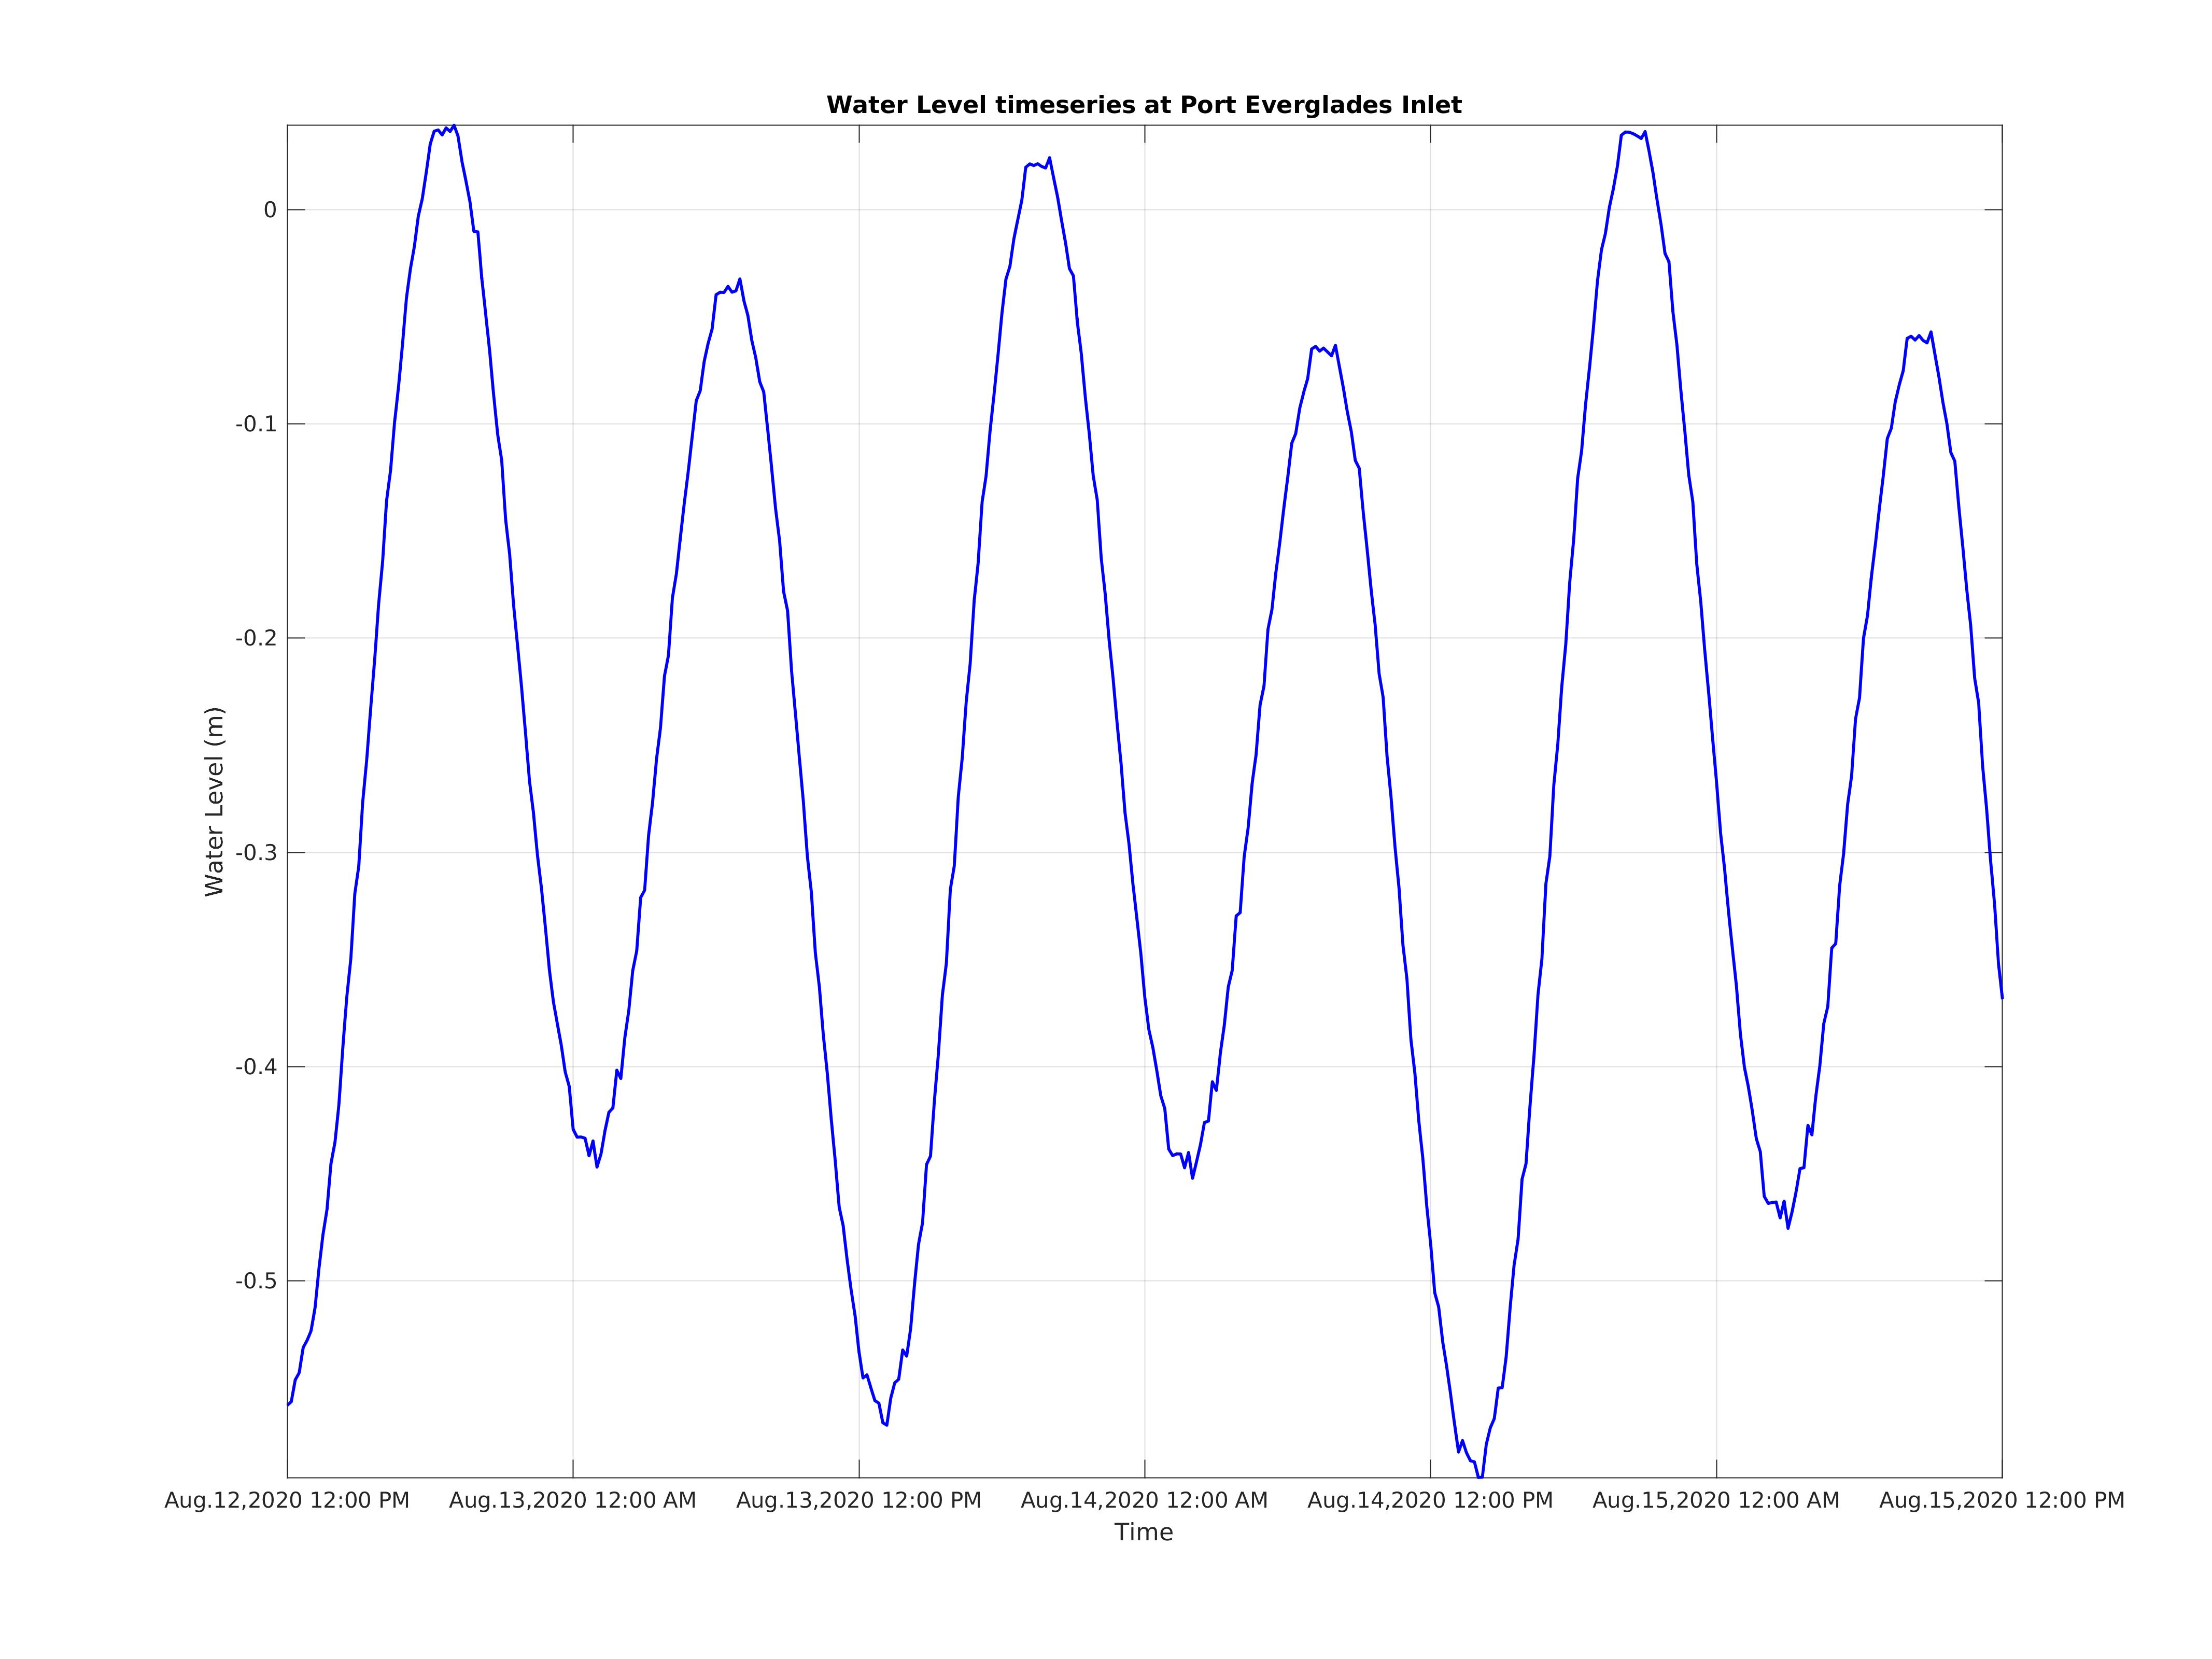 Water Level timeseries at Port Everglades Inlet
0
-0.1
-0.2
-0.3
-0.4
-0.5
Water Level (m)
Aug.12,2020 12:00 PM
Aug.13,2020 12:00 AM
Aug.13,2020 12:00 PM
Aug.14,2020 12:00 AM
Aug.14,2020 12:00 PM
Aug.15,2020 12:00 AM
Aug.15,2020 12:00 PM
Time